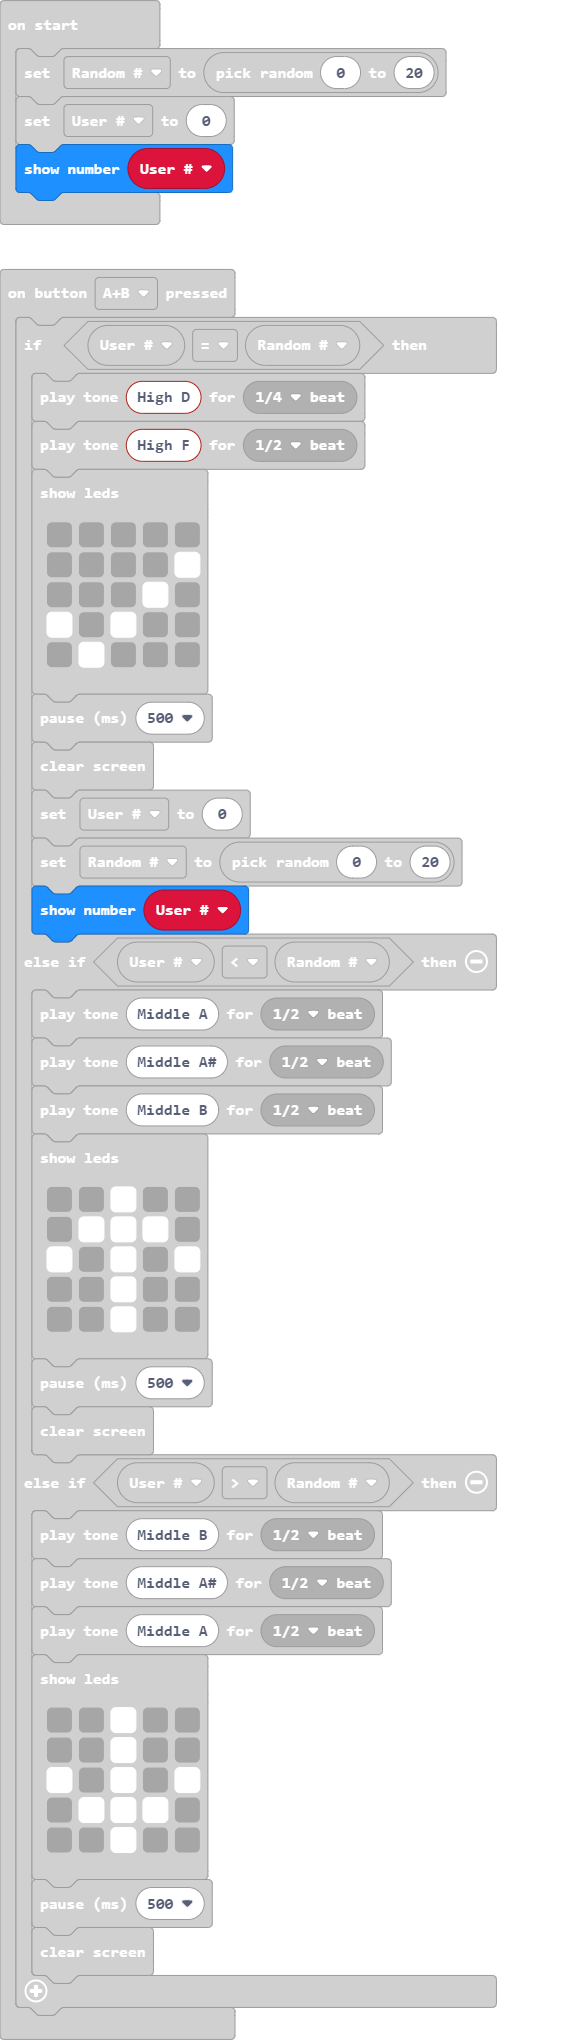 on start
set Random # to pick random 0 to 20
set User # to 0
show number User #
on button A+B pressed
if User # = Random # then
play tone High D for 1/4 beat
play tone High F for 1/2 beat
show leds
pause (ms) 500
clear screen
set User # to 0
set Random # to pick random 0 to 20
show number User #
else if User # < Random # then
play tone Middle A for 1/2 beat
play tone Middle A# for 1/2 beat
play tone Middle B for 1/2 beat
show leds
pause (ms) 500
clear screen
else if User # > Random # then
play tone Middle B for 1/2 beat
play tone Middle A# for 1/2 beat
play tone Middle A for 1/2 beat
show leds
pause (ms) 500
clear screen